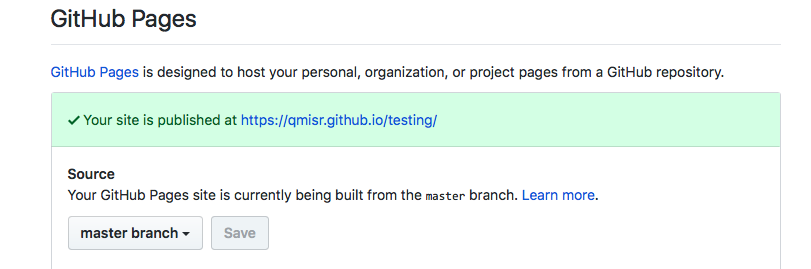 GitHub Pages
GitHub Pages is designed to host your personal, organization, or project pages from a GitHub repository.
✓ Your site is published at https://qmisr.github.io/testing/
Source
Your GitHub Pages site is currently being built from the master branch. Learn more.
master branch Save